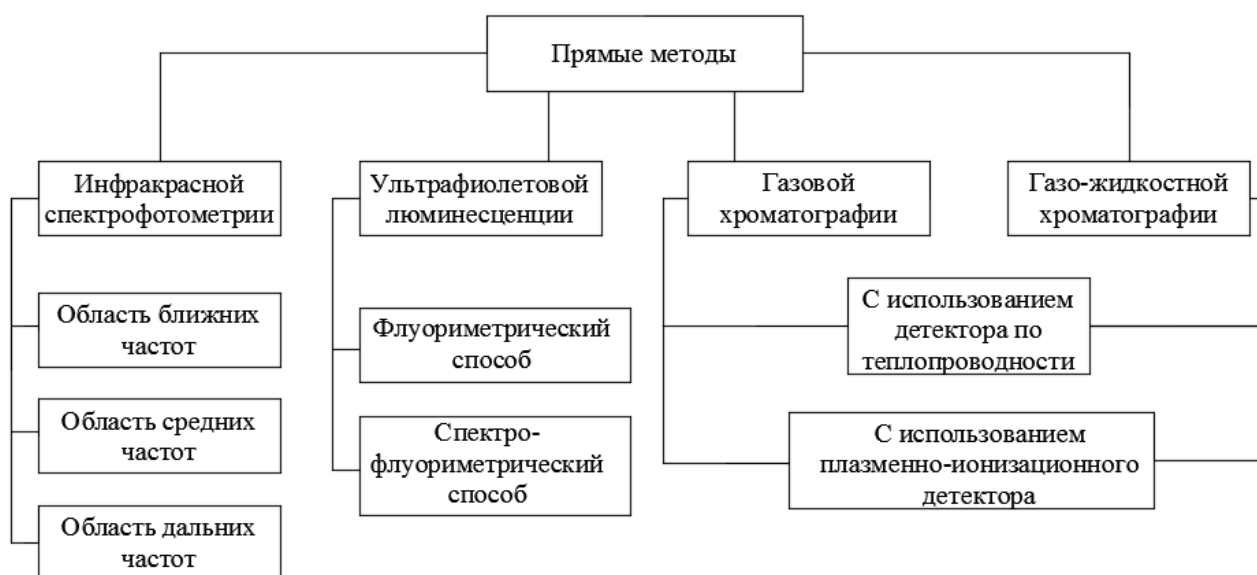 Прямые методы
Инфракрасной
спектрофотометрии
Ультрафиолетовой
люминесценции
Газовой
хроматографии
Газо-жидкостной
хроматографии
Область ближних
частот
Область средних
частот
Область дальних
частот
Флуориметрический
способ
Спектро-
флуориметрический
способ
С использованием
детектора по
теплопроводности
С использованием
плазменно-ионизационного
детектора